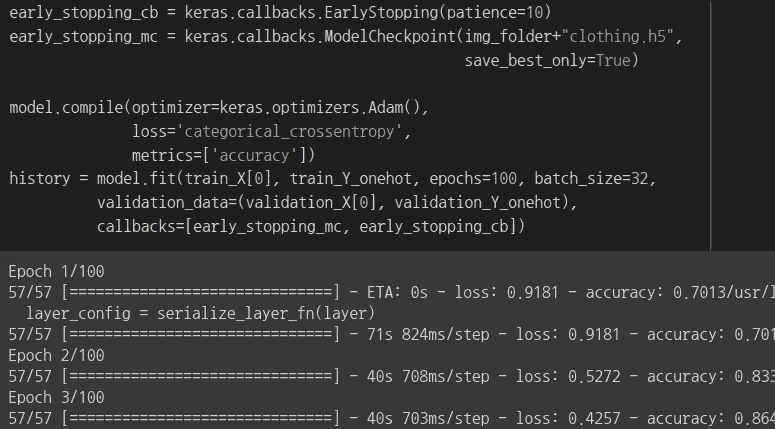 early_stopping_cb = keras.callbacks.EarlyStopping(patience=10)
early_stopping_mc = keras.callbacks.ModelCheckpoint(img_folder+"clothing.h5",
save_best_only=True)
model.compile(optimizer=keras.optimizers.Adam(),
loss='categorical_crossentropy',
metrics=['accuracy'])
history = model.fit(train_X[0], train_Y_onehot, epochs=100, batch_size=32,
validation_data=(validation_X[0], validation_Y_onehot),
callbacks=[early_stopping_mc, early_stopping_cb])
Epoch 1/100
57/57 [==============================] - ETA: 0s - loss: 0.9181 - accuracy: 0.7013/usr/l
layer_config = serialize_layer_fn(layer)
57/57 [==============================] - 71s 824ms/step - loss: 0.9181 - accuracy: 0.701
Epoch 2/100
57/57 [==============================] - 40s 708ms/step - loss: 0.5272 - accuracy: 0.833
Epoch 3/100
57/57 [==============================] - 40s 703ms/step - loss: 0.4257 - accuracy: 0.864